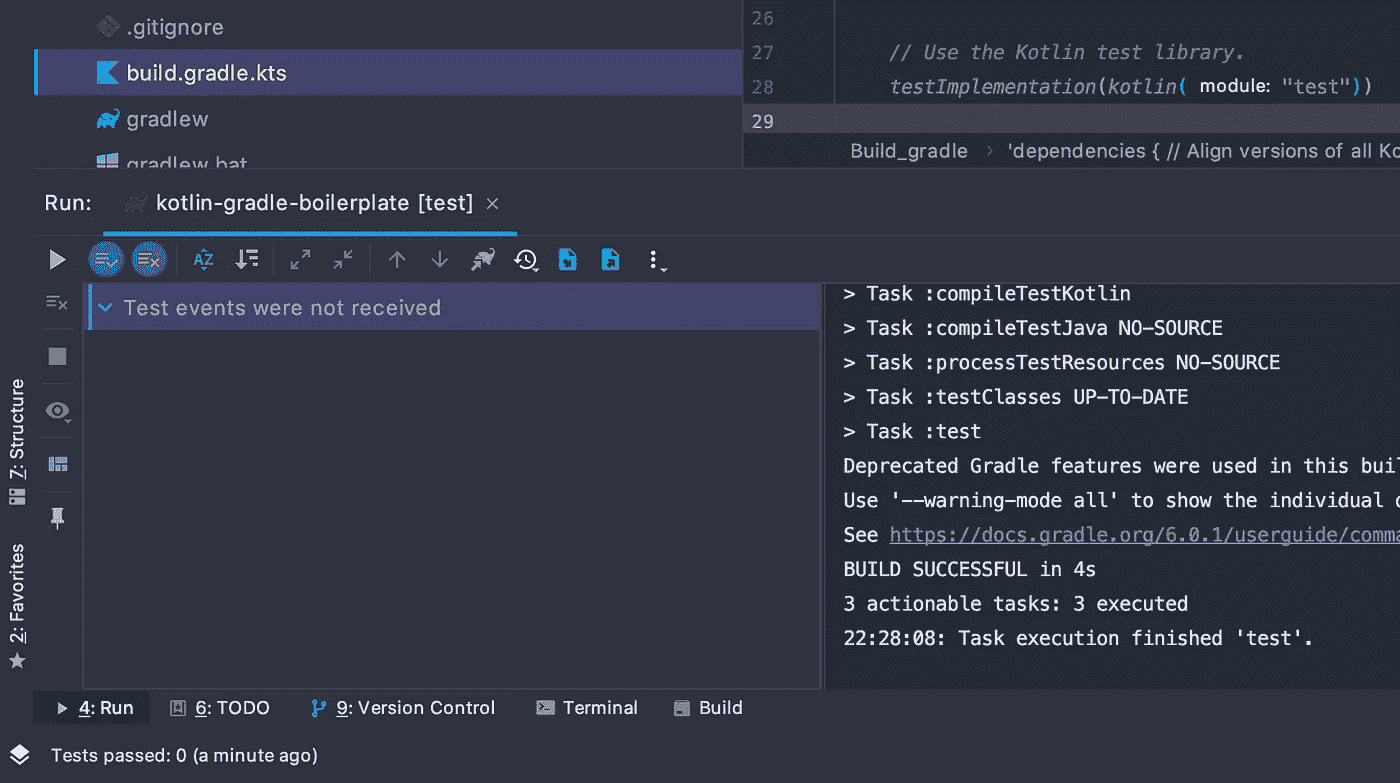 .gitignore
build.gradle.kts
gradlew
gradlew.bat
26
27 // Use the Kotlin test library.
28 testImplementation(kotlin( module: "test"))
29
Build_gradle > 'dependencies { // Align versions of all Ko
Run: kotlin-gradle-boilerplate [test] ×
AZ
Test events were not received
> Task :compileTestKotlin
> Task :compileTestJava NO-SOURCE
> Task :processTestResources NO-SOURCE
> Task :testClasses UP-TO-DATE
> Task :test
Deprecated Gradle features were used in this buil
Use '--warning-mode all' to show the individual
See https://docs.gradle.org/6.0.1/userguide/comma
BUILD SUCCESSFUL in 4s
3 actionable tasks: 3 executed
22:28:08: Task execution finished 'test'.
Z: Structure
2: Favorites
4: Run 6: TODO 9: Version Control Terminal Build
Tests passed: 0 (a minute ago)